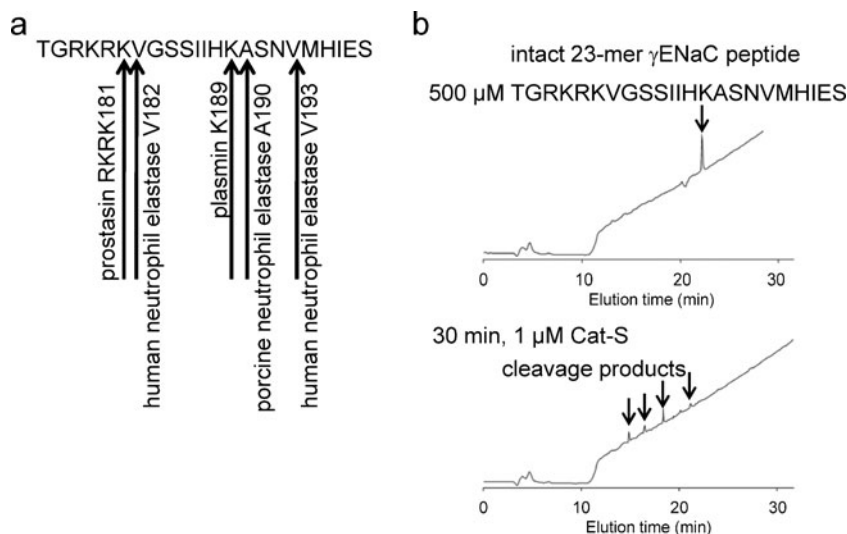 a
TGRKRKVGSSIIHKASNVMHIES
prostasin RKRK181
human neutrophil elastase V182
plasmin K189
porcine neutrophil elastase A190
human neutrophil elastase V193
b
intact 23-mer γENaC peptide
500 µM TGRKRKVGSSIIHKASNVMHIES
0 10 20 30
Elution time (min)
30 min, 1 µM Cat-S
cleavage products
0 10 20 30
Elution time (min)